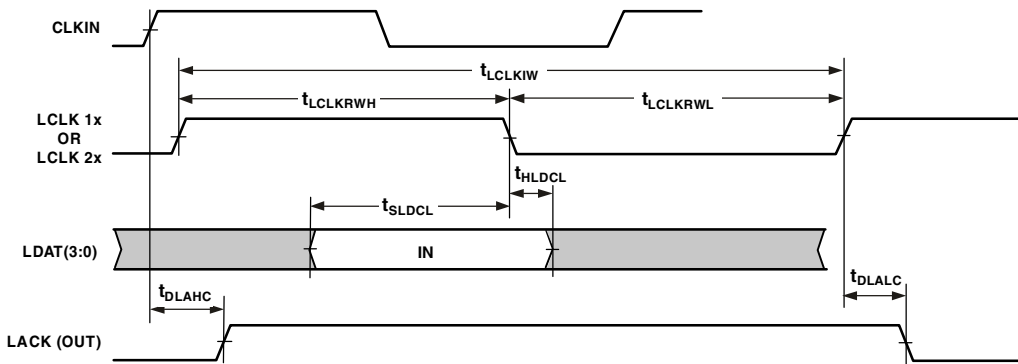 CLKIN
tLCLKIW
tLCLKRWH
tLCLKRWL
LCLK 1x
OR
LCLK 2x
tHLDCL
tSLDCL
LDAT(3:0)
IN
tDLAHC
tDLALC
LACK (OUT)